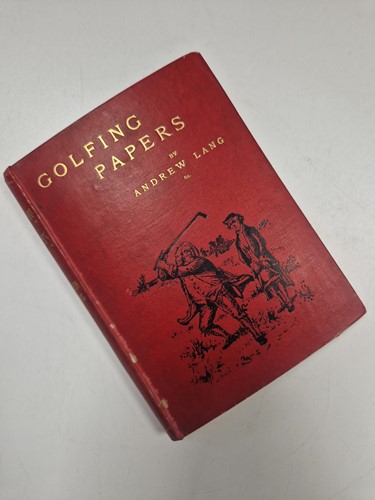 GOLFING
PAPERS
BY
ANDREW LANG